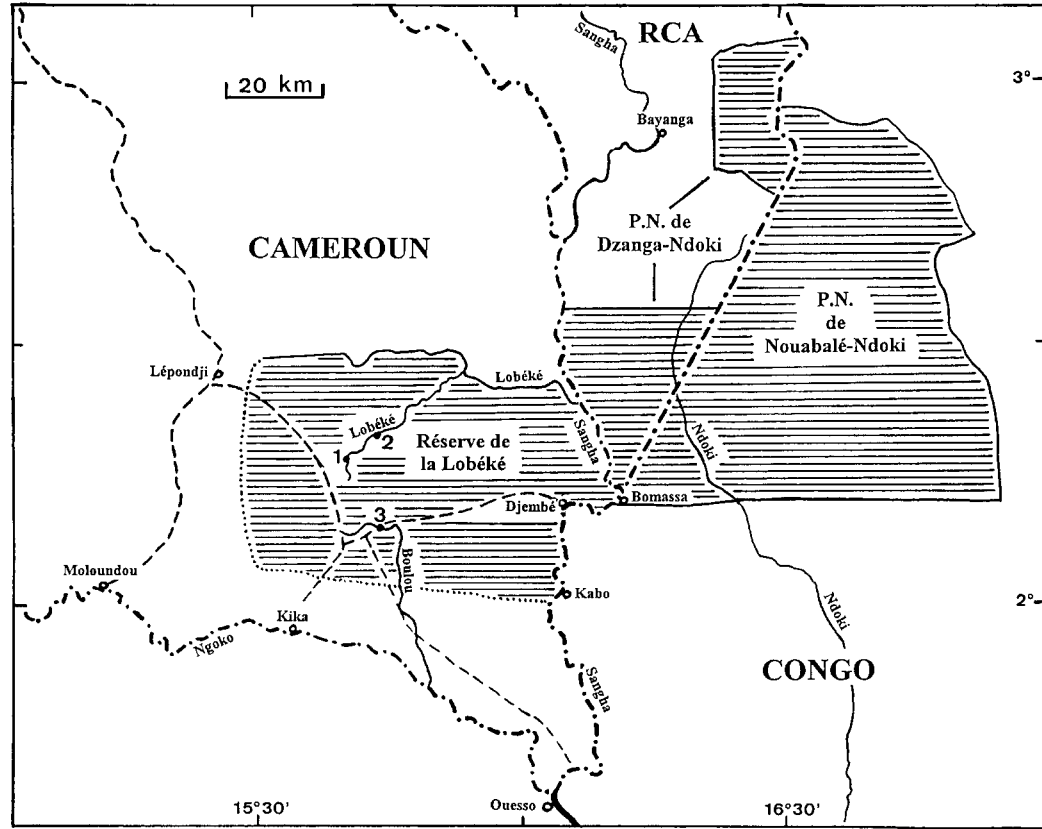 Sangha
RCA
20 km
3°
Bayanga
P.N. de
Dzanga-Ndoki
CAMEROUN
P.N.
de
Nouabalé-Ndoki
Lépondji
Lobéké
Lobéké
Sangha
Ndoki
2
Réserve de
la Lobéké
1
Djembé
Bomassa
3
Boulou
Moloundou
Kabo
Ndoki
2°
Kika
Ngoko
CONGO
Sangha
Ouesso
15°30'
16°30'